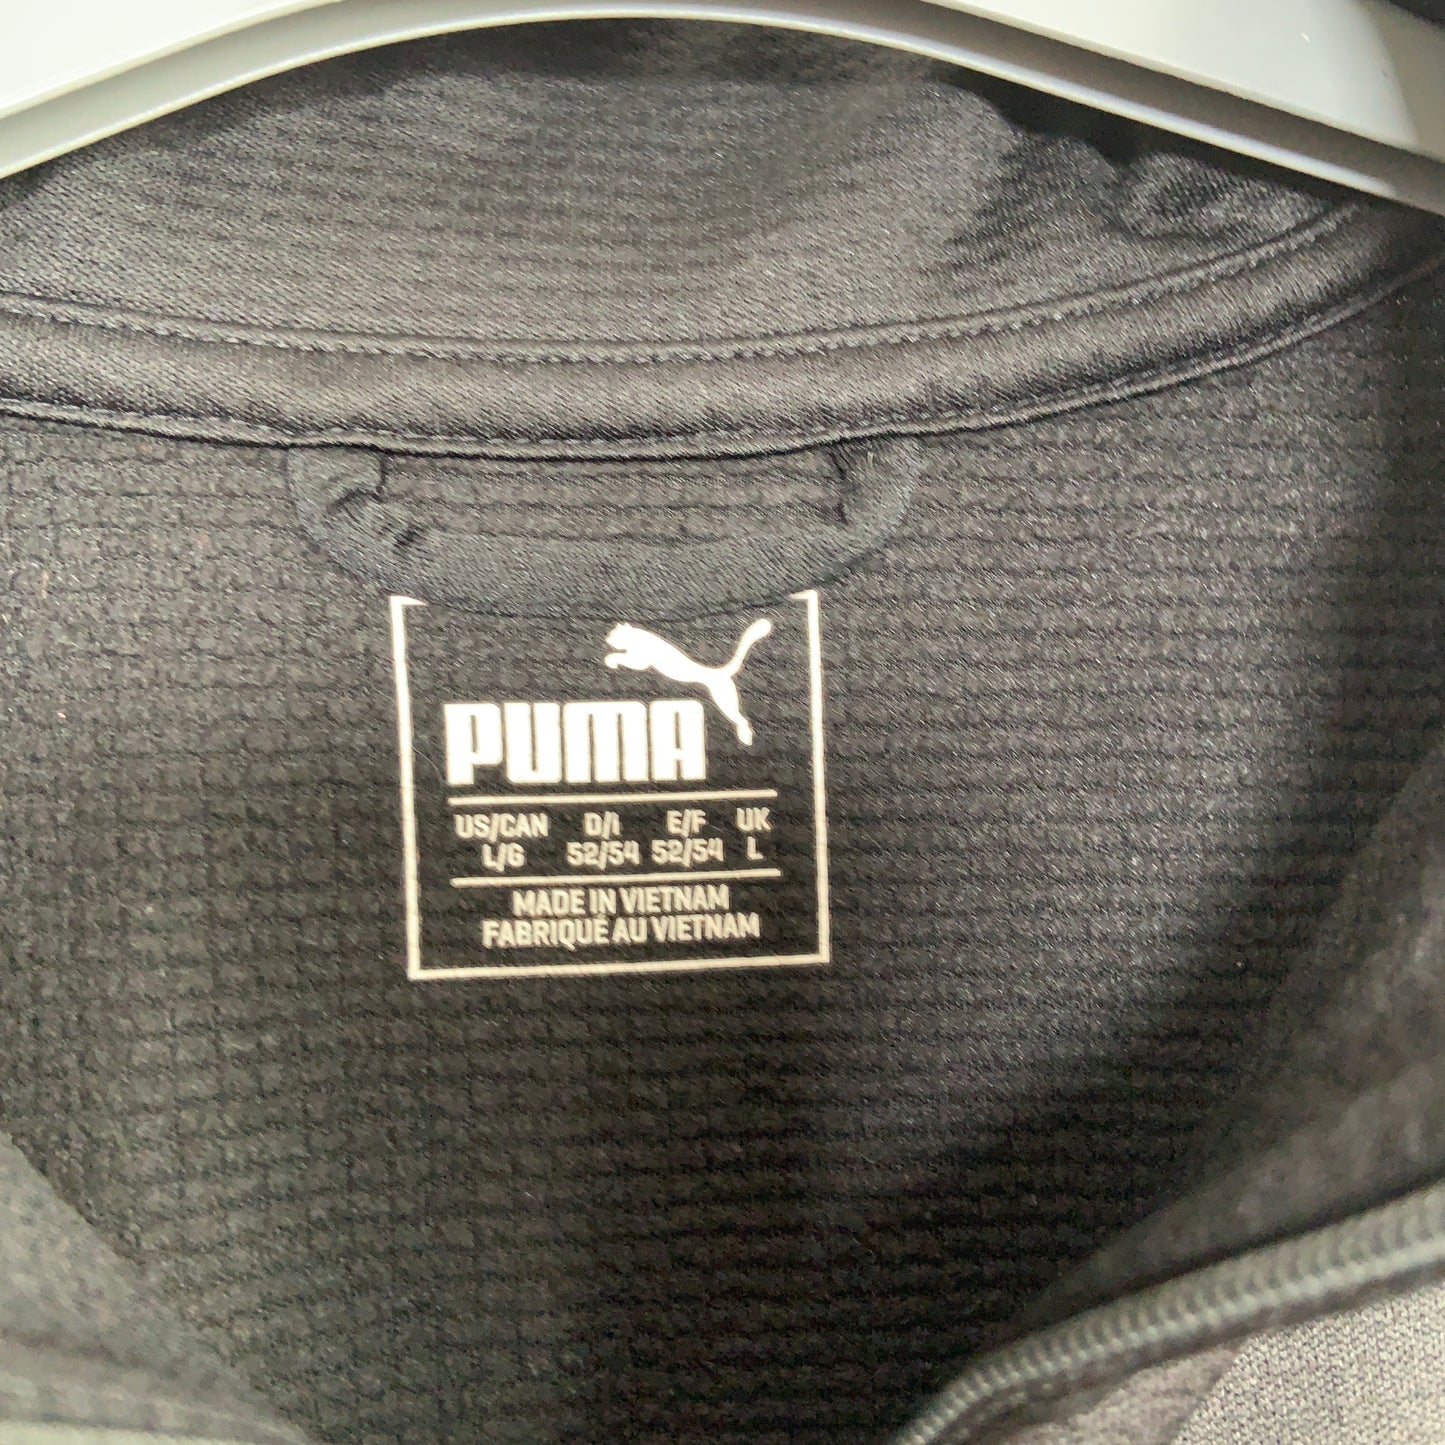 PUMA
US/CAN D/I E/F UK
L/G 52/54 52/54 L
MADE IN VIETNAM
FABRIQUÉ AU VIETNAM